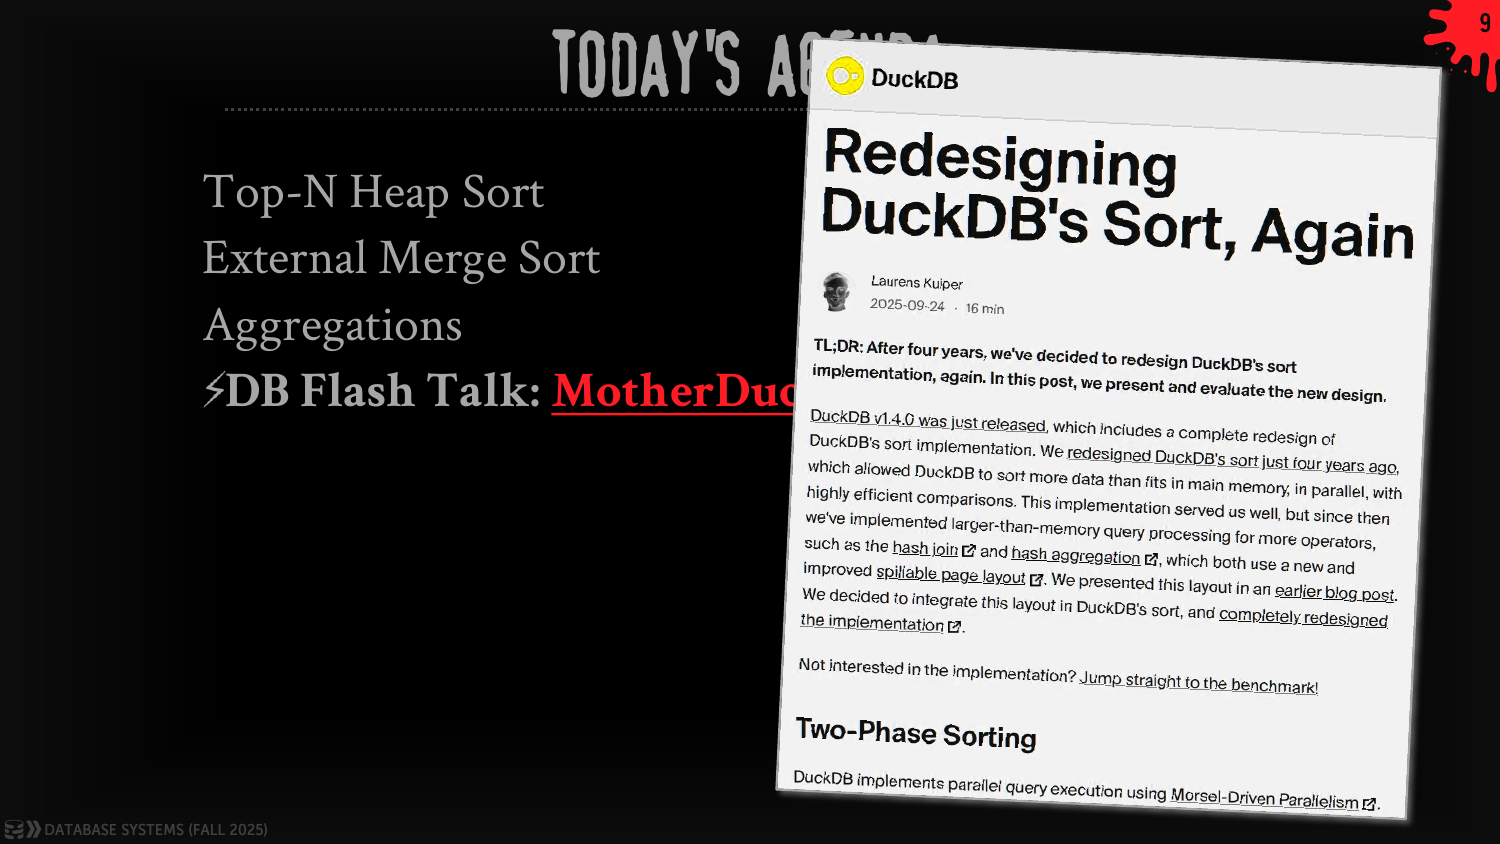 TODAY'S AGENDA
9
Top-N Heap Sort
External Merge Sort
Aggregations
⚡DB Flash Talk: MotherDuc
DuckDB
Redesigning
DuckDB's Sort, Again
Laurens Kuiper
2025-09-24 · 16 min
TL;DR: After four years, we've decided to redesign DuckDB's sort
implementation, again. In this post, we present and evaluate the new design.
DuckDB v1.4.0 was just released, which includes a complete redesign of
DuckDB's sort implementation. We redesigned DuckDB's sort just four years ago,
which allowed DuckDB to sort more data than fits in main memory, in parallel, with
highly efficient comparisons. This implementation served us well, but since then
we've implemented larger-than-memory query processing for more operators,
such as the hash join and hash aggregation, which both use a new and
improved spillable page layout. We presented this layout in an earlier blog post.
We decided to integrate this layout in DuckDB's sort, and completely redesigned
the implementation.
Not interested in the implementation? Jump straight to the benchmark!
Two-Phase Sorting
DuckDB implements parallel query execution using Morsel-Driven Parallelism.
DATABASE SYSTEMS (FALL 2025)